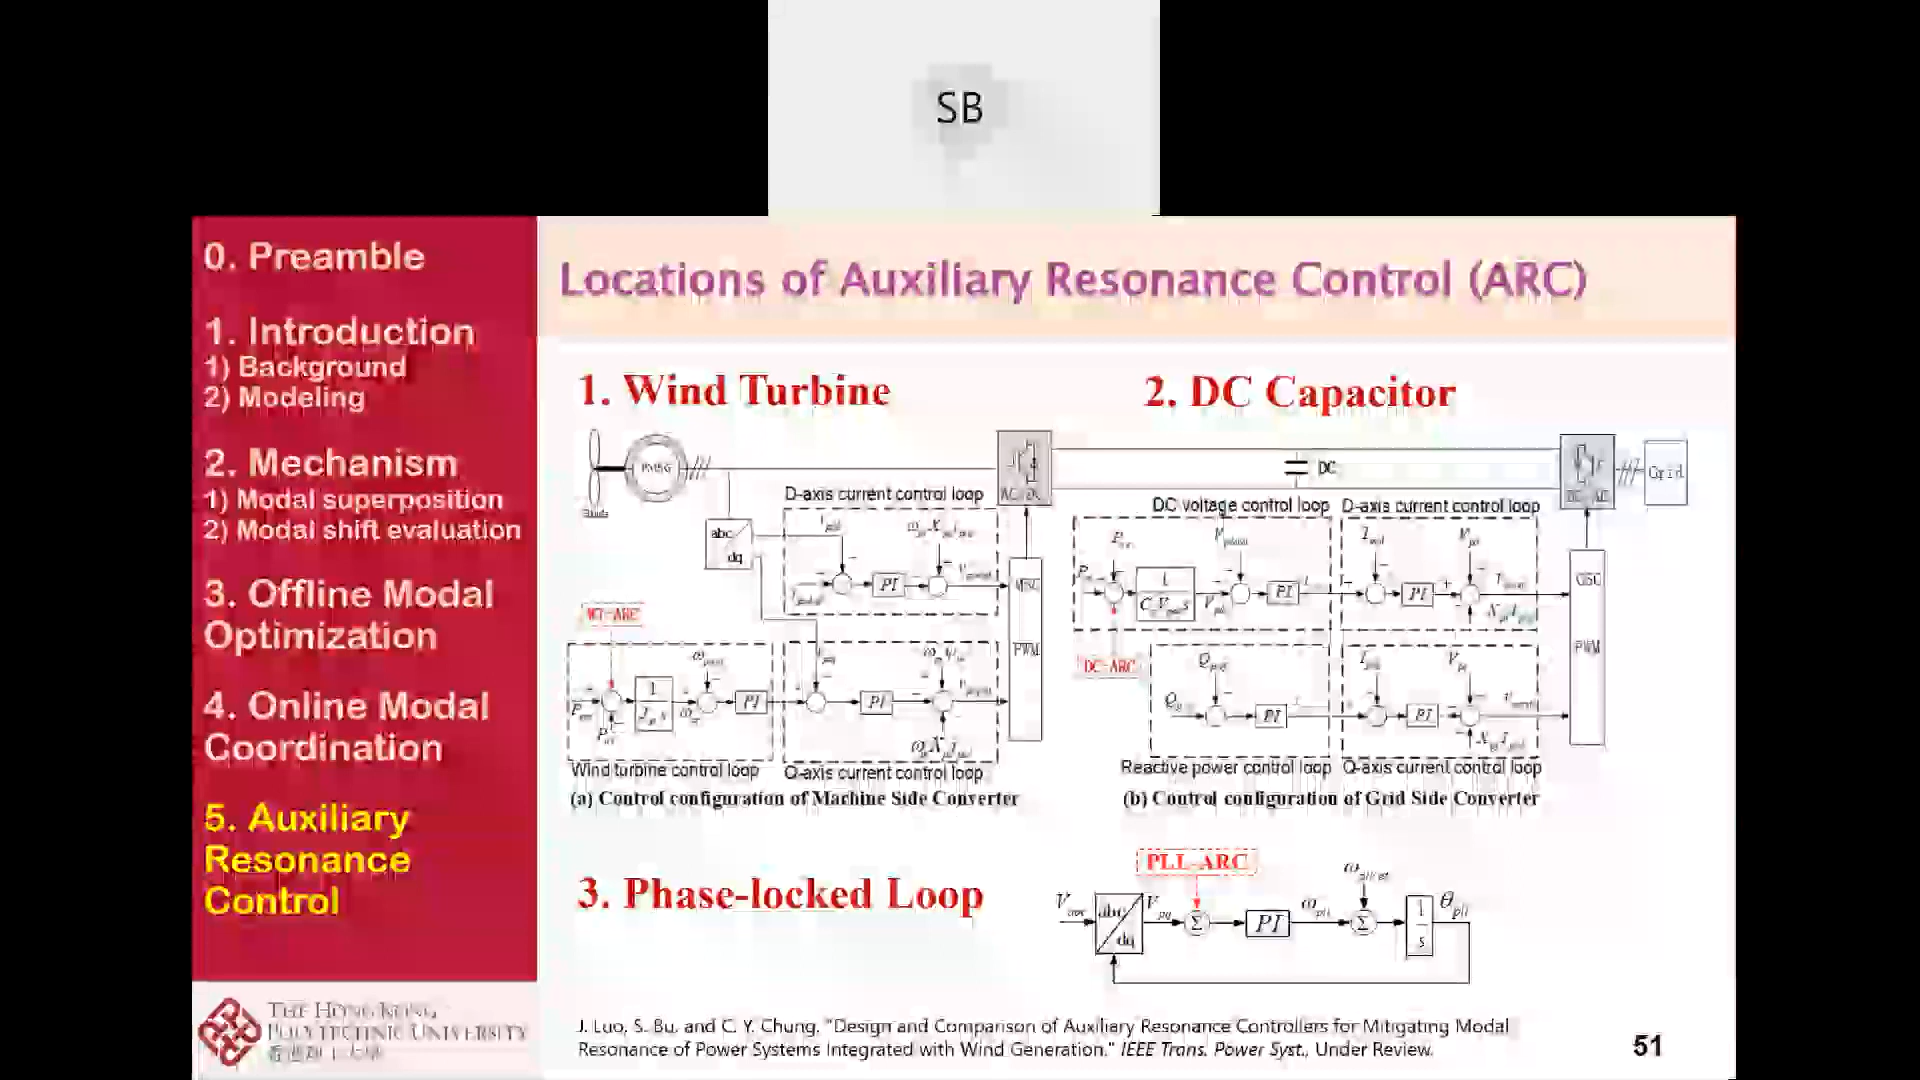 SB
0. Preamble
1. Introduction
1) Background
2) Modeling
2. Mechanism
1) Modal superposition
2) Modal shift evaluation
3. Offline Modal
Optimization
4. Online Modal
Coordination
5. Auxiliary
Resonance
Control
THE HONG KONG
POLYTECHNIC UNIVERSITY
Locations of Auxiliary Resonance Control (ARC)
1. Wind Turbine
2. DC Capacitor
PMSG
DC
Grid
D-axis current control loop
DC voltage control loop
D-axis current control loop
abc
dq
PI
PI
PI
WT-ARC
PWM
GSC
PWM
DC-ARC
PI
PI
PI
PI
Wind turbine control loop
Q-axis current control loop
Reactive power control loop
Q-axis current control loop
(a) Control configuration of Machine Side Converter
(b) Control configuration of Grid Side Converter
3. Phase-locked Loop
PLL-ARC
abc
dq
Σ
PI
Σ
1
s
J. Luo, S. Bu, and C. Y. Chung, "Design and Comparison of Auxiliary Resonance Controllers for Mitigating Modal
Resonance of Power Systems Integrated with Wind Generation," IEEE Trans. Power Syst., Under Review.
51